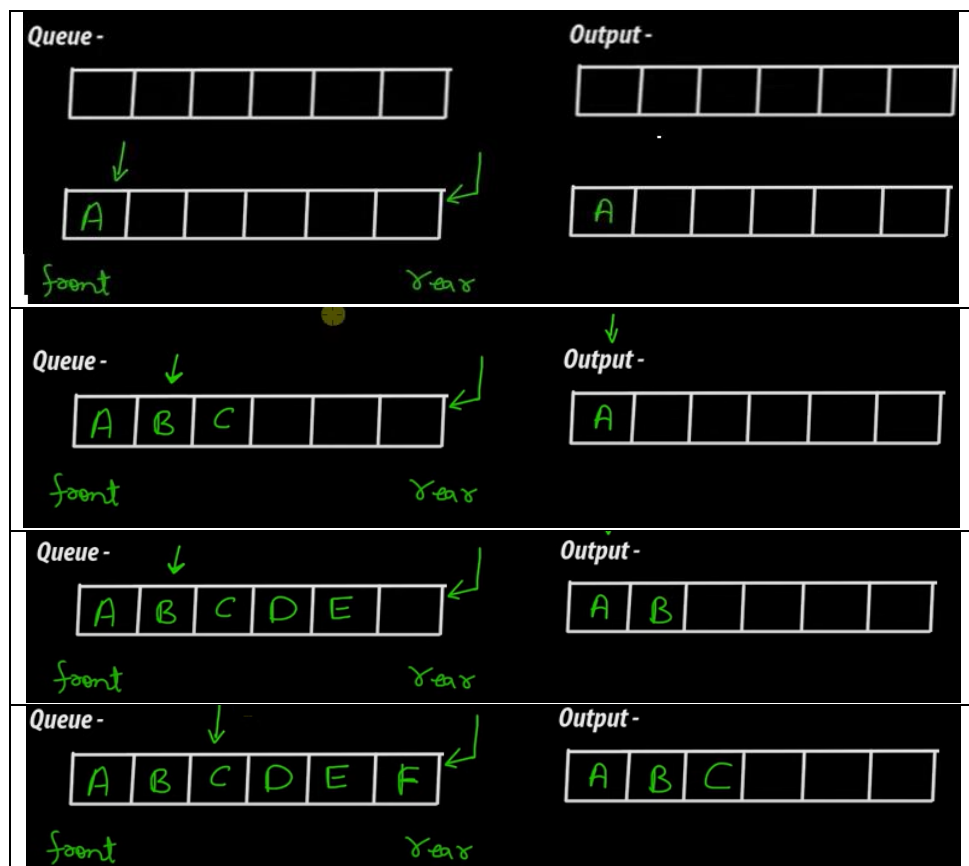 Queue - Output -
A A
front rear
Queue - Output -
A B C A
front rear
Queue - Output -
A B C D E A B
front rear
Queue - Output -
A B C D E F A B C
front rear